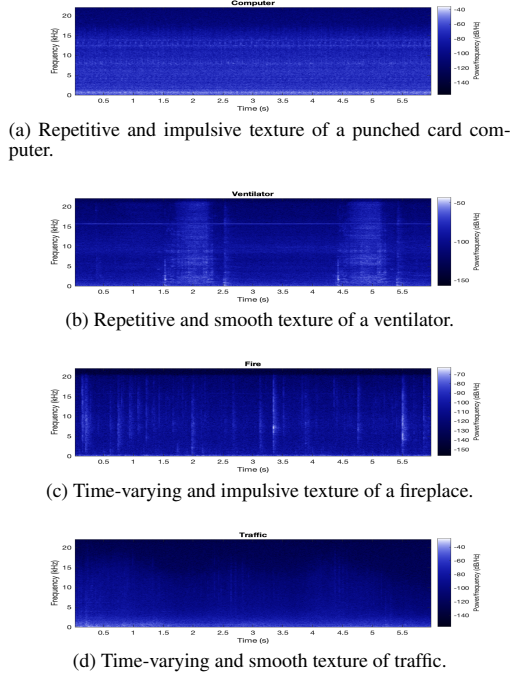 Computer
Frequency (kHz)
20
15
10
5
0
0.5 1 1.5 2 2.5 3 3.5 4 4.5 5 5.5
Time (s)
-40
-60
-80
-100
-120
-140
Power/frequency (dB/Hz)
(a) Repetitive and impulsive texture of a punched card com-
puter.
Ventilator
Frequency (kHz)
20
15
10
5
0
0.5 1 1.5 2 2.5 3 3.5 4 4.5 5 5.5
Time (s)
-50
-100
-150
Power/frequency (dB/Hz)
(b) Repetitive and smooth texture of a ventilator.
Fire
Frequency (kHz)
20
15
10
5
0
0.5 1 1.5 2 2.5 3 3.5 4 4.5 5 5.5
Time (s)
-70
-80
-90
-100
-110
-120
-130
-140
-150
Power/frequency (dB/Hz)
(c) Time-varying and impulsive texture of a fireplace.
Traffic
Frequency (kHz)
20
15
10
5
0
0.5 1 1.5 2 2.5 3 3.5 4 4.5 5 5.5
Time (s)
-40
-60
-80
-100
-120
-140
Power/frequency (dB/Hz)
(d) Time-varying and smooth texture of traffic.